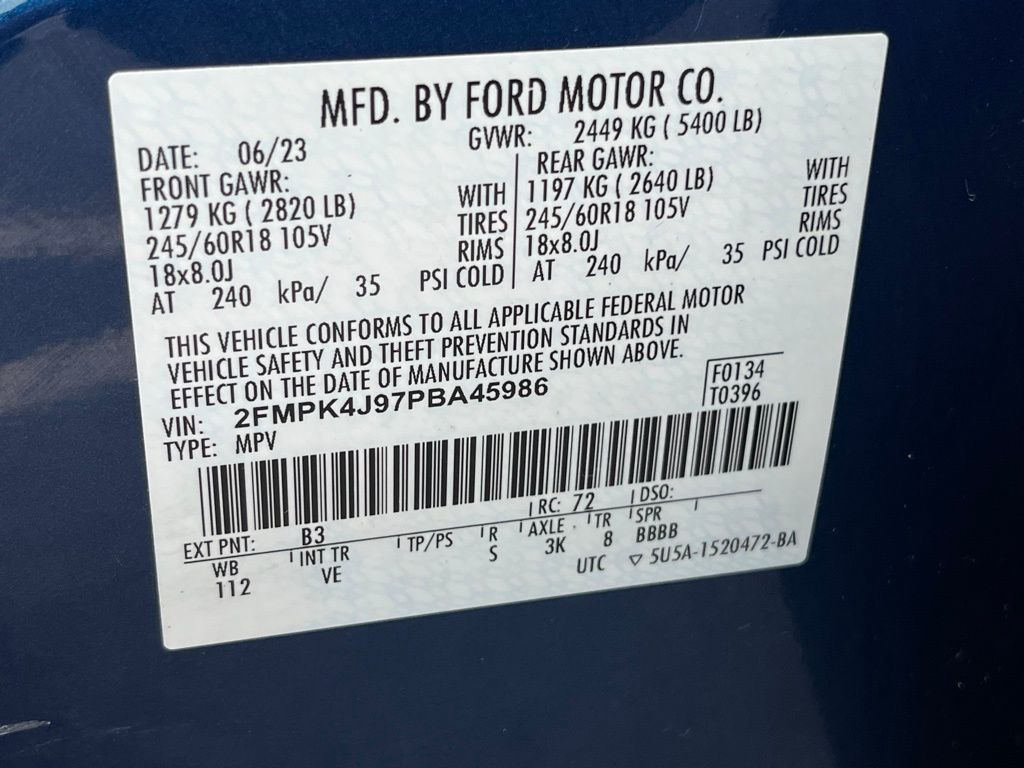 MFD. BY FORD MOTOR CO.
DATE: 06/23 GVWR: 2449 KG ( 5400 LB)
FRONT GAWR: REAR GAWR:
1279 KG ( 2820 LB) WITH 1197 KG ( 2640 LB) WITH
245/60R18 105V TIRES 245/60R18 105V TIRES
18x8.0J RIMS 18x8.0J RIMS
AT 240 kPa/ 35 PSI COLD AT 240 kPa/ 35 PSI COLD
THIS VEHICLE CONFORMS TO ALL APPLICABLE FEDERAL MOTOR
VEHICLE SAFETY AND THEFT PREVENTION STANDARDS IN
EFFECT ON THE DATE OF MANUFACTURE SHOWN ABOVE.
VIN: 2FMPK4J97PBA45986 F0134
TYPE: MPV T0396
EXT PNT: B3 RC: 72 DSO:
WB INT TR TP/PS R AXLE TR SPR
112 VE S 3K 8 BBBB
UTC ▽ 5U5A-1520472-BA